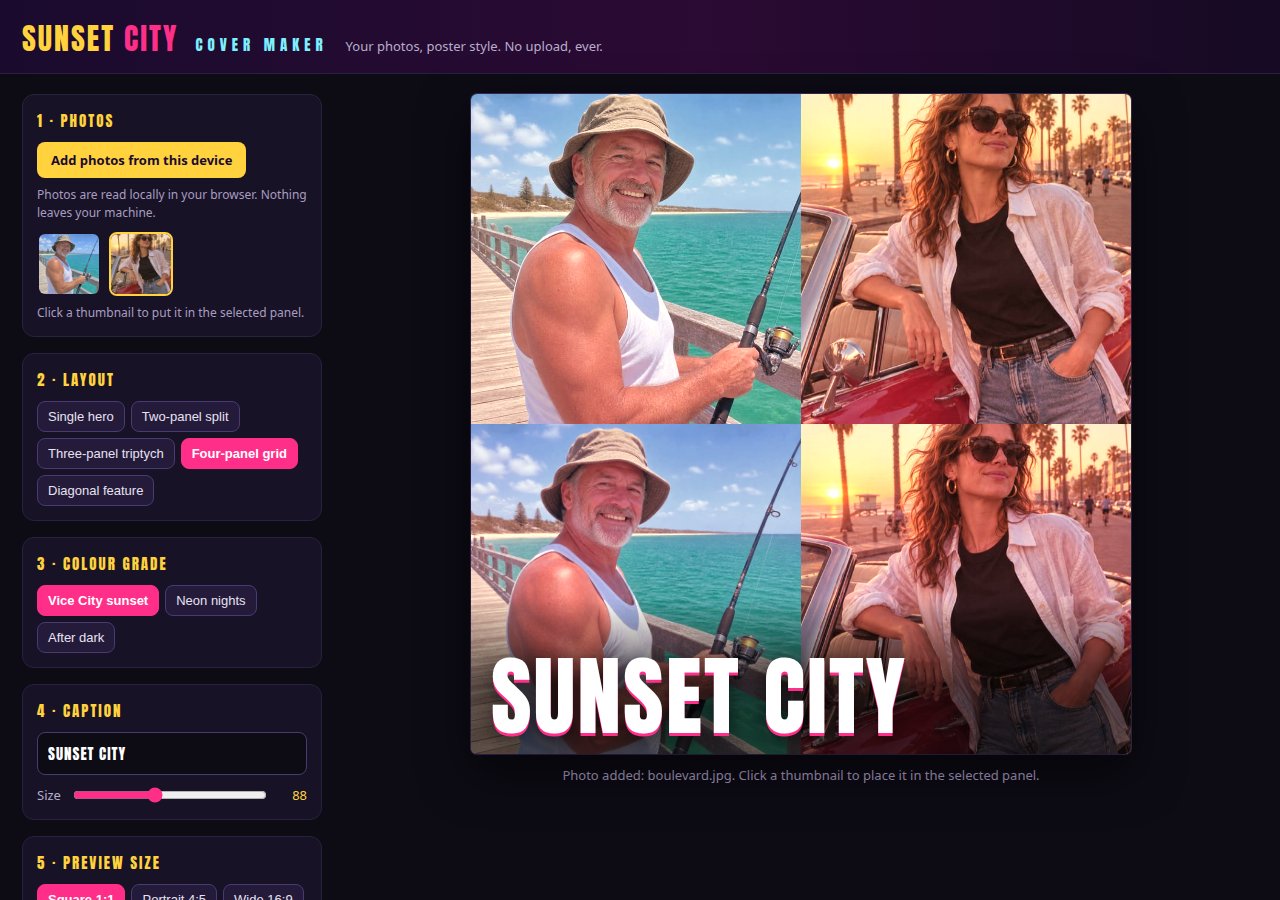 SUNSET CITY COVER MAKER Your photos, poster style. No upload, ever.
1 · PHOTOS
Add photos from this device
Photos are read locally in your browser. Nothing
leaves your machine.
Click a thumbnail to put it in the selected panel.
2 · LAYOUT
Single hero Two-panel split
Three-panel triptych Four-panel grid
Diagonal feature
3 · COLOUR GRADE
Vice City sunset Neon nights
After dark
4 · CAPTION
SUNSET CITY
Size 88
5 · PREVIEW SIZE
Square 1:1 Portrait 4:5 Wide 16:9
SUNSET CITY
Photo added: boulevard.jpg. Click a thumbnail to place it in the selected panel.